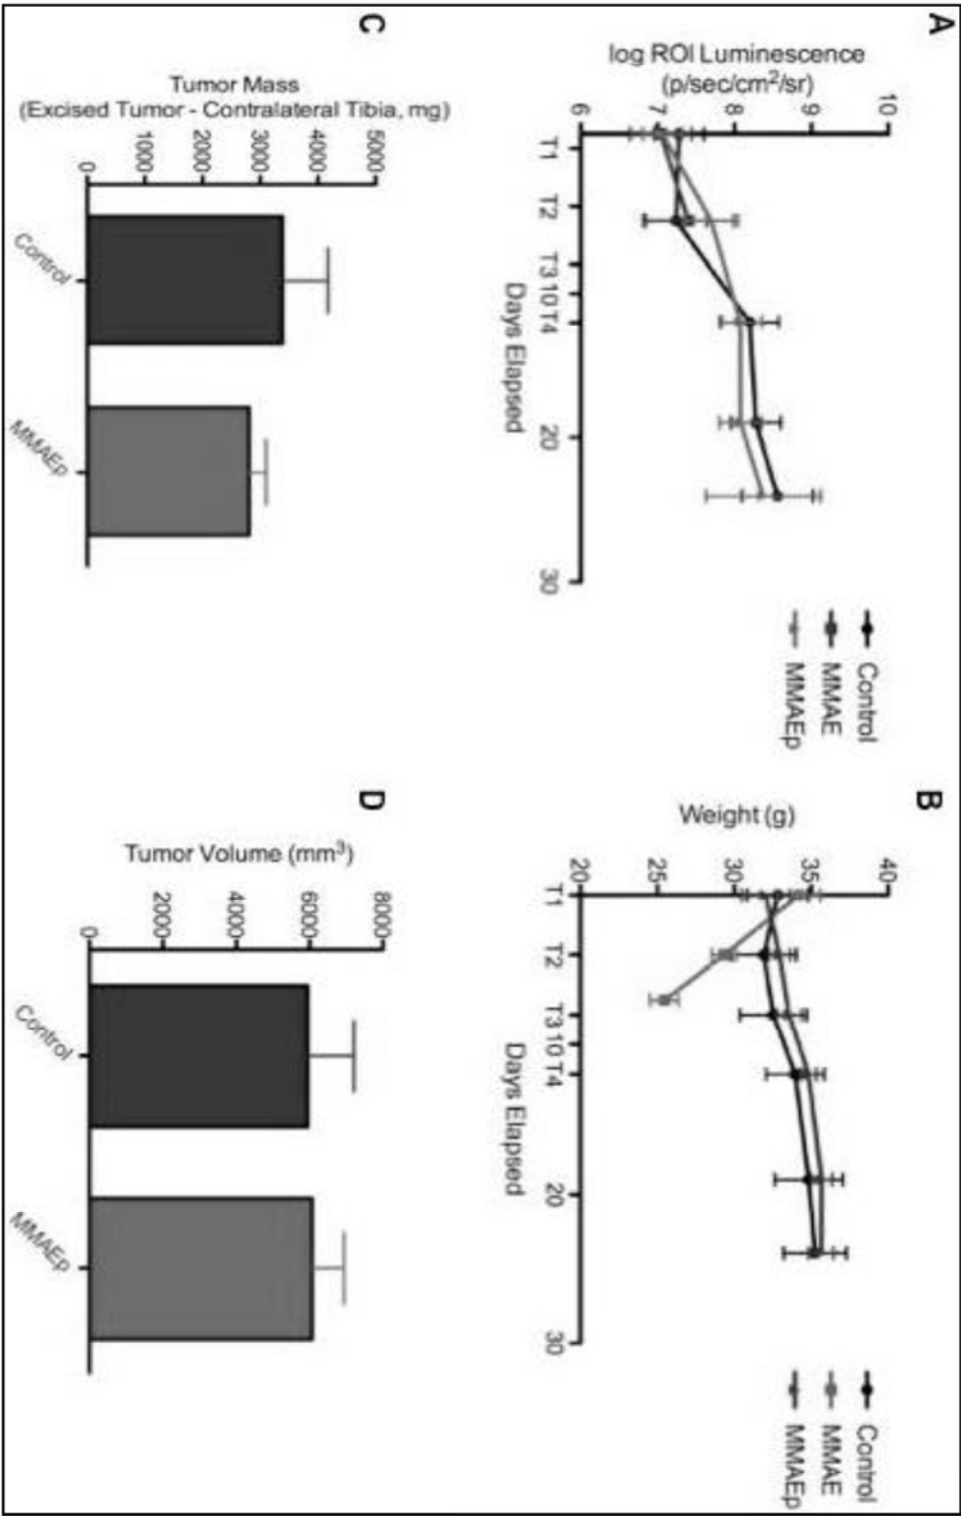 A
log ROI Luminescence
(p/sec/cm²/sr)
10
9
8
7
6
T1
T2
T3
10
T4
20
30
Days Elapsed
Control
MMAE
MMAEp
B
Weight (g)
40
35
30
25
20
T1
T2
T3
10
T4
20
30
Days Elapsed
Control
MMAE
MMAEp
C
Tumor Mass
(Excised Tumor - Contralateral Tibia, mg)
5000
4000
3000
2000
1000
0
Control
MMAEp
D
Tumor Volume (mm³)
8000
6000
4000
2000
0
Control
MMAEp